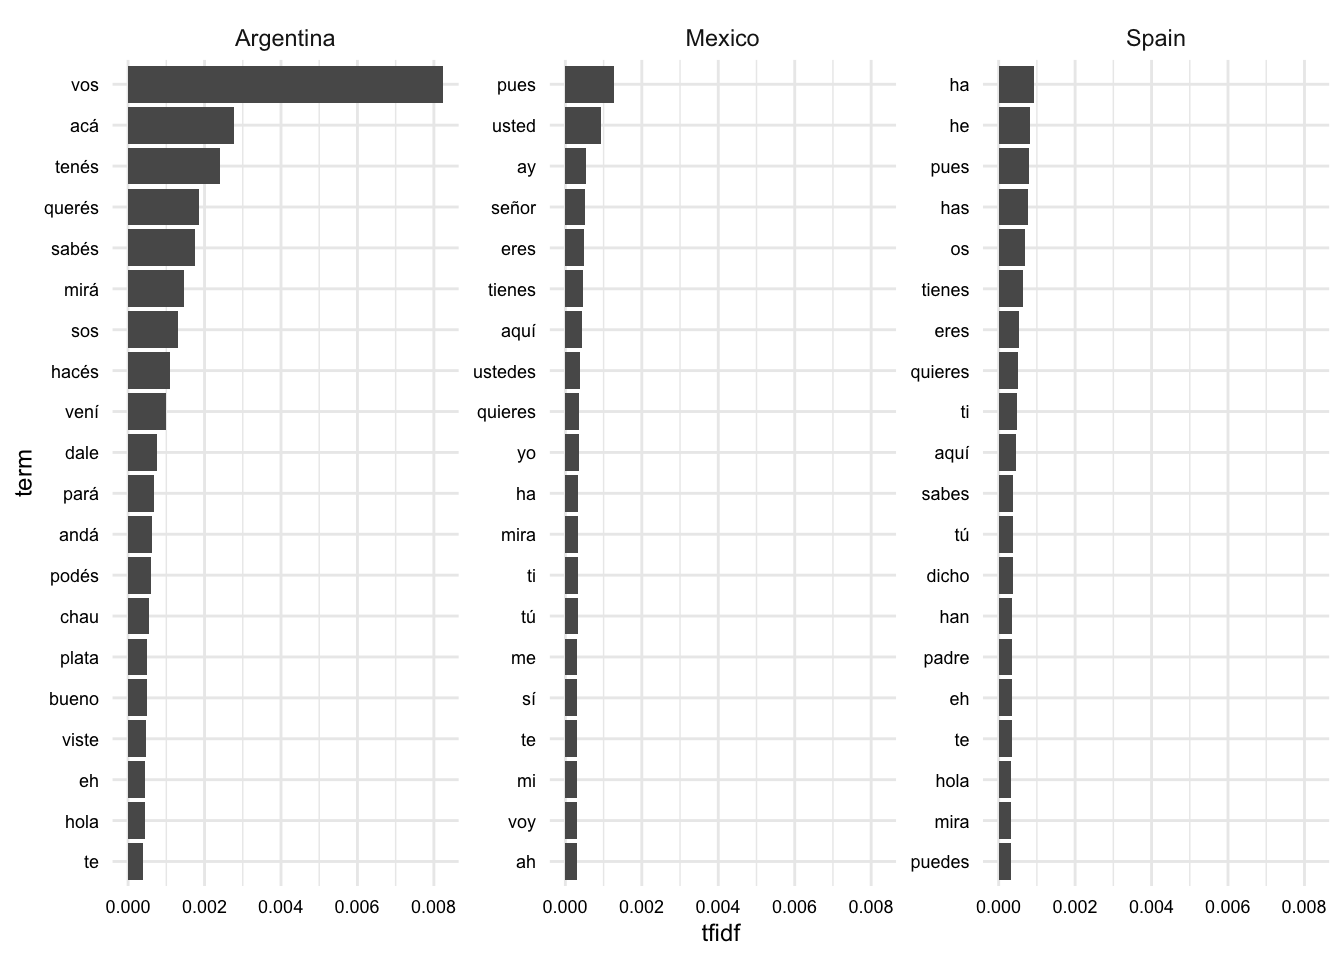 Argentina Mexico Spain
vos pues ha
acá usted he
tenés ay pues
querés señor has
sabés eres os
mirá tienes tienes
sos aquí eres
hacés ustedes quieres
vení quieres ti
dale yo aquí
pará ha sabes
andá mira tú
podés ti dicho
chau tú han
plata me padre
bueno sí eh
viste te te
eh mi hola
hola voy mira
te ah puedes
term
0.000 0.002 0.004 0.006 0.008 0.000 0.002 0.004 0.006 0.008 0.000 0.002 0.004 0.006 0.008
tfidf